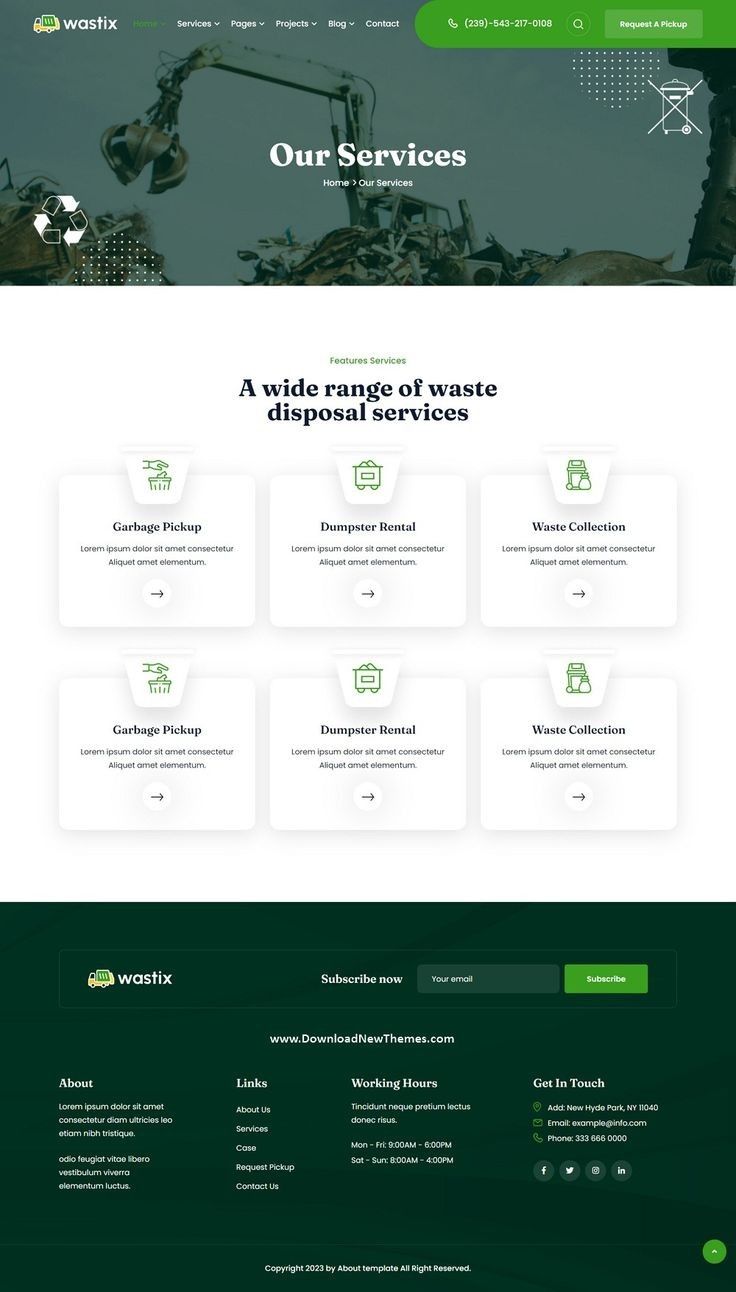 wastix Home Services Pages Projects Blog Contact (239)-543-217-0108 Request A Pickup
Our Services
Home > Our Services
Features Services
A wide range of waste
disposal services
Garbage Pickup
Lorem ipsum dolor sit amet consectetur
Aliquet amet elementum.
Dumpster Rental
Lorem ipsum dolor sit amet consectetur
Aliquet amet elementum.
Waste Collection
Lorem ipsum dolor sit amet consectetur
Aliquet amet elementum.
Garbage Pickup
Lorem ipsum dolor sit amet consectetur
Aliquet amet elementum.
Dumpster Rental
Lorem ipsum dolor sit amet consectetur
Aliquet amet elementum.
Waste Collection
Lorem ipsum dolor sit amet consectetur
Aliquet amet elementum.
wastix Subscribe now Your email Subscribe
www.DownloadNewThemes.com
About
Lorem ipsum dolor sit amet
consectetur diam ultricies leo
etiam nibh tristique.
odio feugiat vitae libero
vestibulum viverra
elementum luctus.
Links
About Us
Services
Case
Request Pickup
Contact Us
Working Hours
Tincidunt neque pretium lectus
donec risus.
Mon - Fri: 9:00AM - 6:00PM
Sat - Sun: 8:00AM - 4:00PM
Get In Touch
Add: New Hyde Park, NY 11040
Email: example@info.com
Phone: 333 666 0000
Copyright 2023 by About template All Right Reserved.